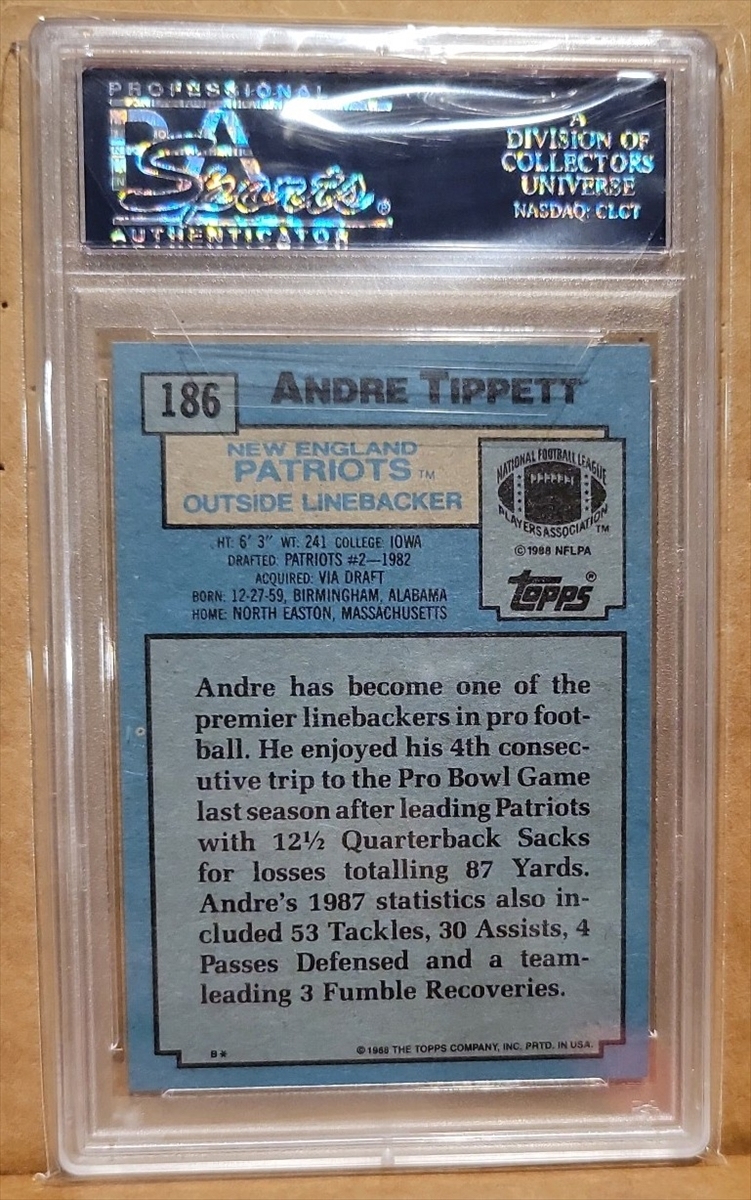 PROFESSIONAL
PSA
Sports®
AUTHENTICATOR
A
DIVISION OF
COLLECTORS
UNIVERSE
NASDAQ: CLCT
186
ANDRE TIPPETT
NEW ENGLAND
PATRIOTS TM
OUTSIDE LINEBACKER
NATIONAL FOOTBALL LEAGUE
PLAYERS ASSOCIATION TM
© 1988 NFLPA
Topps®
HT: 6' 3" WT: 241 COLLEGE: IOWA
DRAFTED: PATRIOTS #2—1982
ACQUIRED: VIA DRAFT
BORN: 12-27-59, BIRMINGHAM, ALABAMA
HOME: NORTH EASTON, MASSACHUSETTS
Andre has become one of the
premier linebackers in pro foot-
ball. He enjoyed his 4th consec-
utive trip to the Pro Bowl Game
last season after leading Patriots
with 12½ Quarterback Sacks
for losses totalling 87 Yards.
Andre's 1987 statistics also in-
cluded 53 Tackles, 30 Assists, 4
Passes Defensed and a team-
leading 3 Fumble Recoveries.
B*
© 1988 THE TOPPS COMPANY, INC. PRTD. IN USA.